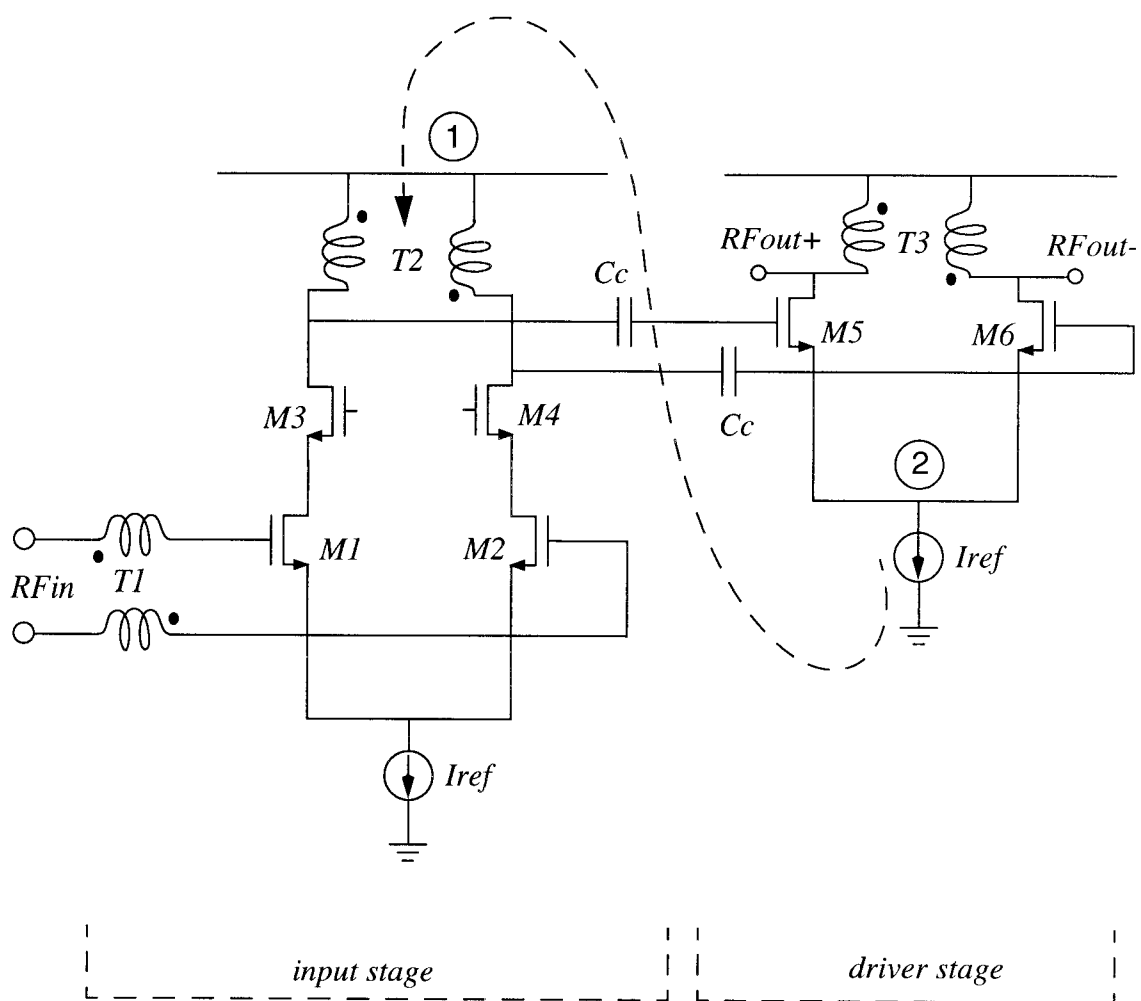 1
RFout+
T3
RFout-
T2
Cc
M5
M6
M3
M4
Cc
2
M1
M2
Iref
RFin
T1
Iref
input stage
driver stage